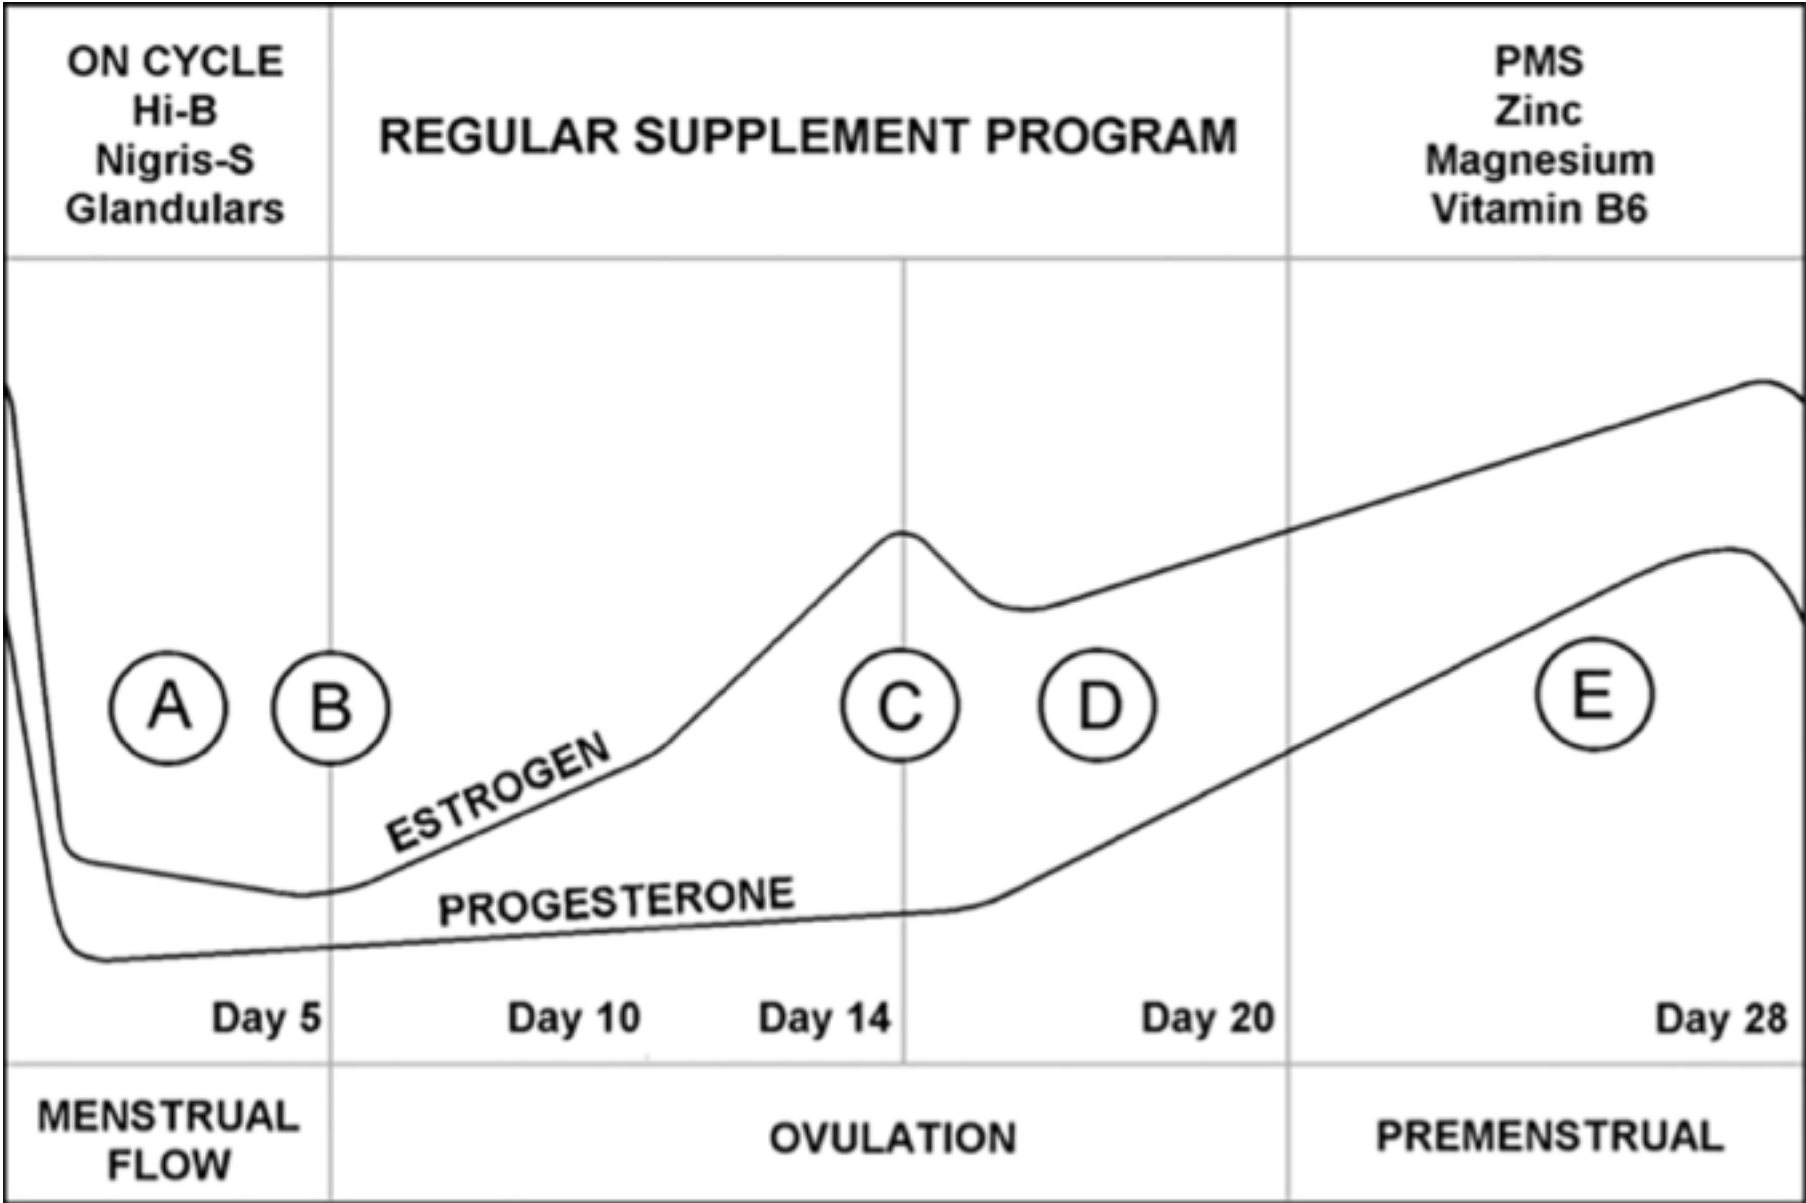 ON CYCLE
Hi-B
Nigris-S
Glandulars
REGULAR SUPPLEMENT PROGRAM
PMS
Zinc
Magnesium
Vitamin B6
A
B
C
D
E
ESTROGEN
PROGESTERONE
Day 5
Day 10
Day 14
Day 20
Day 28
MENSTRUAL
FLOW
OVULATION
PREMENSTRUAL